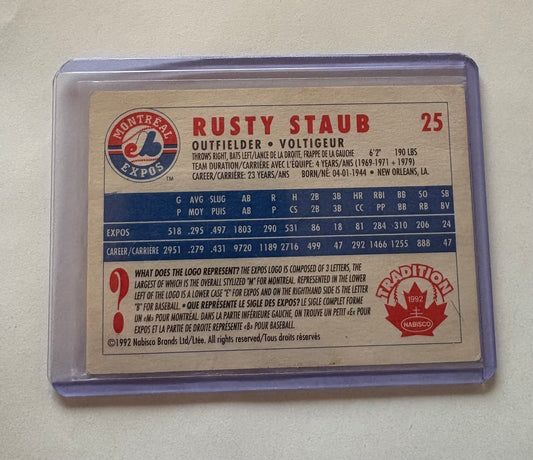 MONTREAL
EXPOS
TM
RUSTY STAUB 25
OUTFIELDER • VOLTIGEUR
THROWS RIGHT, BATS LEFT/LANCE DE LA DROITE, FRAPPE DE LA GAUCHE 6'2" 190 LBS
TEAM DURATION/CARRIÈRE AVEC L'ÉQUIPE: 4 YEARS/ANS (1969-1971 + 1979)
CAREER/CARRIÈRE: 23 YEARS/ANS BORN/NÉ: 04-01-1944 • NEW ORLEANS, LA.
G AVG SLUG AB R H 2B 3B HR RBI BB SO SB
P MOY PUIS AB P CS 2B 3B CC PP BB RB BV
EXPOS 518 .295 .497 1803 290 531 86 18 81 314 310 206 24
CAREER/CARRIÈRE 2951 .279 .431 9720 1189 2716 499 47 292 1466 1255 888 47
? WHAT DOES THE LOGO REPRESENT? THE EXPOS LOGO IS COMPOSED OF 3 LETTERS, THE
LARGEST OF WHICH IS THE OVERALL STYLIZED "M" FOR MONTREAL. REPRESENTED IN THE LOWER
LEFT OF THE LOGO IS A LOWER CASE "E" FOR EXPOS AND ON THE RIGHTHAND SIDE IS THE LETTER
"B" FOR BASEBALL. • QUE REPRÉSENTE LE SIGLE DES EXPOS? LE SIGLE COMPLET FORME
UN «M» POUR MONTRÉAL. DANS LA PARTIE INFÉRIEURE GAUCHE, ON TROUVE UN PETIT «E» POUR
EXPOS ET LA PARTIE DE DROITE REPRÉSENTE «B» POUR BASEBALL.
©1992 Nabisco Brands Ltd/Ltée. All rights reserved/Tous droits réservés
TRADITION
1992
NABISCO